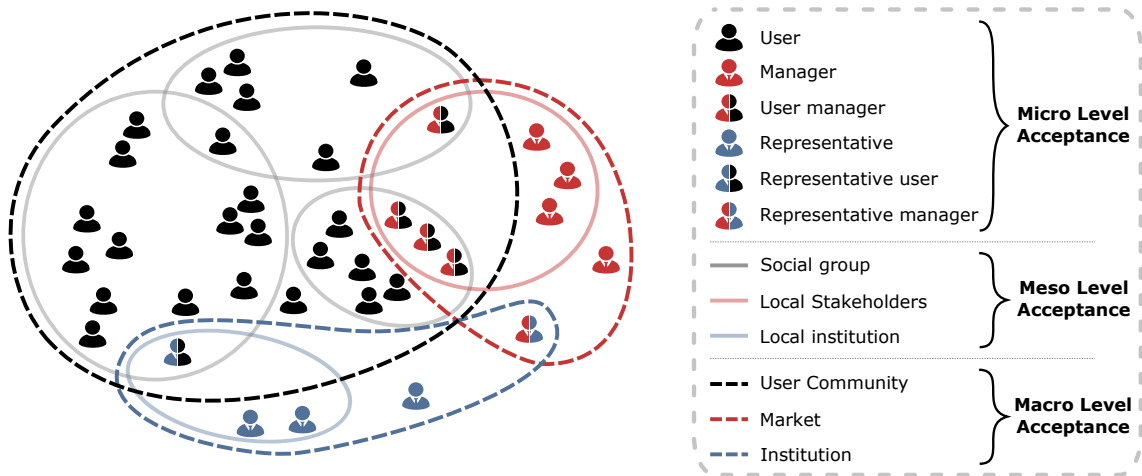 User
Manager
User manager
Representative
Representative user
Representative manager
Micro Level
Acceptance
Social group
Local Stakeholders
Local institution
Meso Level
Acceptance
User Community
Market
Institution
Macro Level
Acceptance